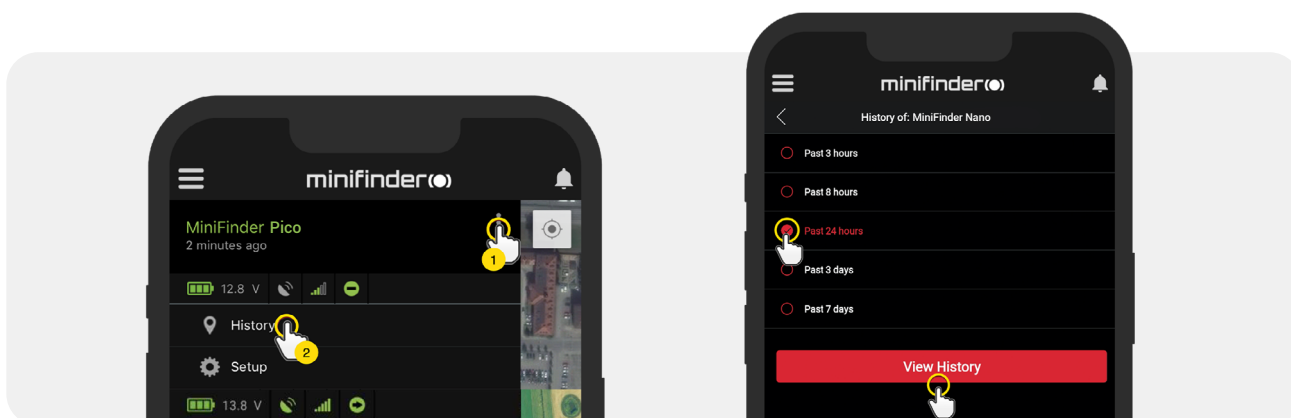 minifinder
MiniFinder Pico
2 minutes ago
1
12.8 V
History
2
Setup
13.8 V
minifinder
History of: MiniFinder Nano
Past 3 hours
Past 8 hours
Past 24 hours
Past 3 days
Past 7 days
View History